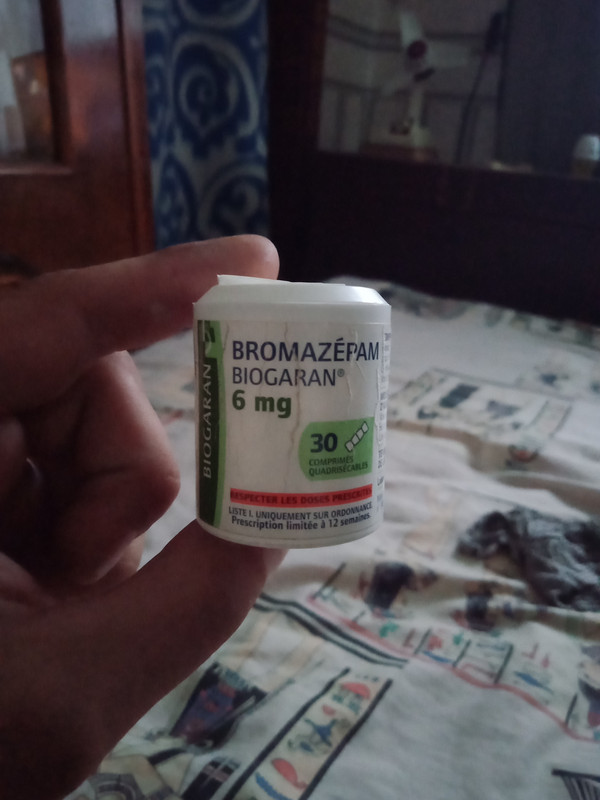 BIOGARAN
BROMAZÉPAM
BIOGARAN®
6 mg
30
COMPRIMÉS
QUADRISÉCABLES
RESPECTER LES DOSES PRESCRITES
LISTE I. UNIQUEMENT SUR ORDONNANCE.
Prescription limitée à 12 semaines.